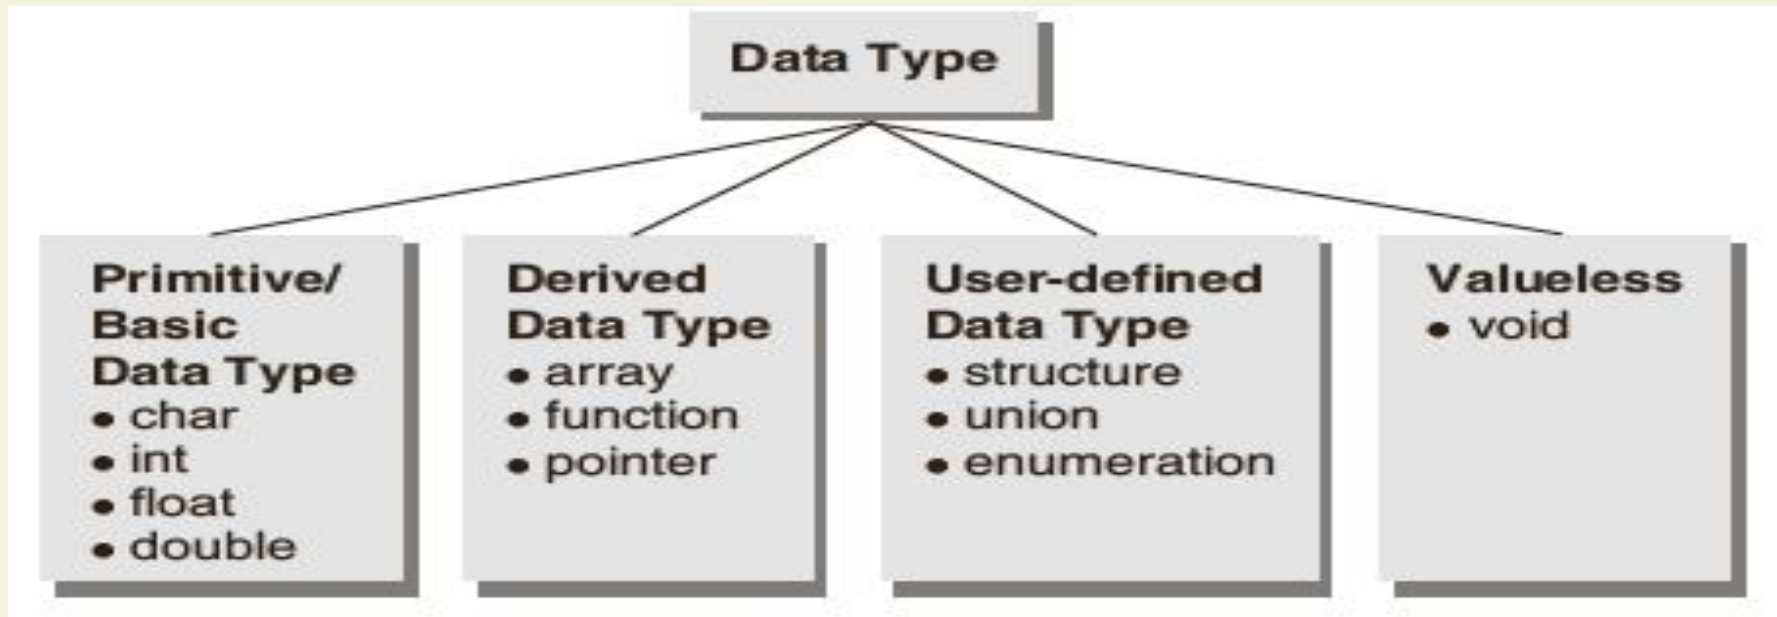 Data Type
Primitive/
Basic
Data Type
• char
• int
• float
• double
Derived
Data Type
• array
• function
• pointer
User-defined
Data Type
• structure
• union
• enumeration
Valueless
• void